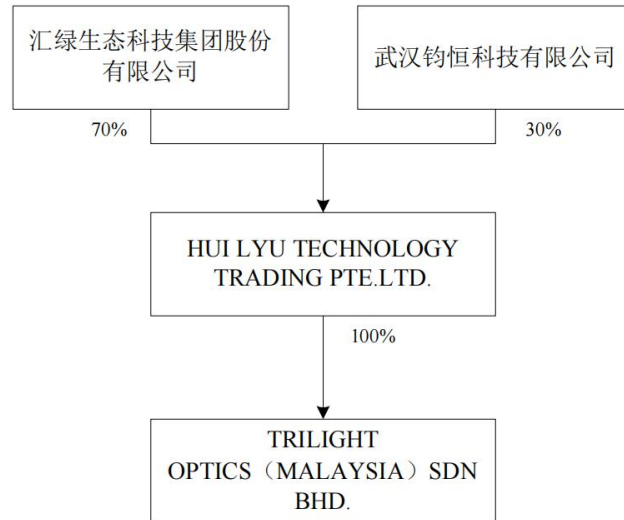 汇绿生态科技集团股份
有限公司
武汉钧恒科技有限公司
70%
30%
HUI LYU TECHNOLOGY
TRADING PTE.LTD.
100%
TRILIGHT
OPTICS（MALAYSIA）SDN
BHD.